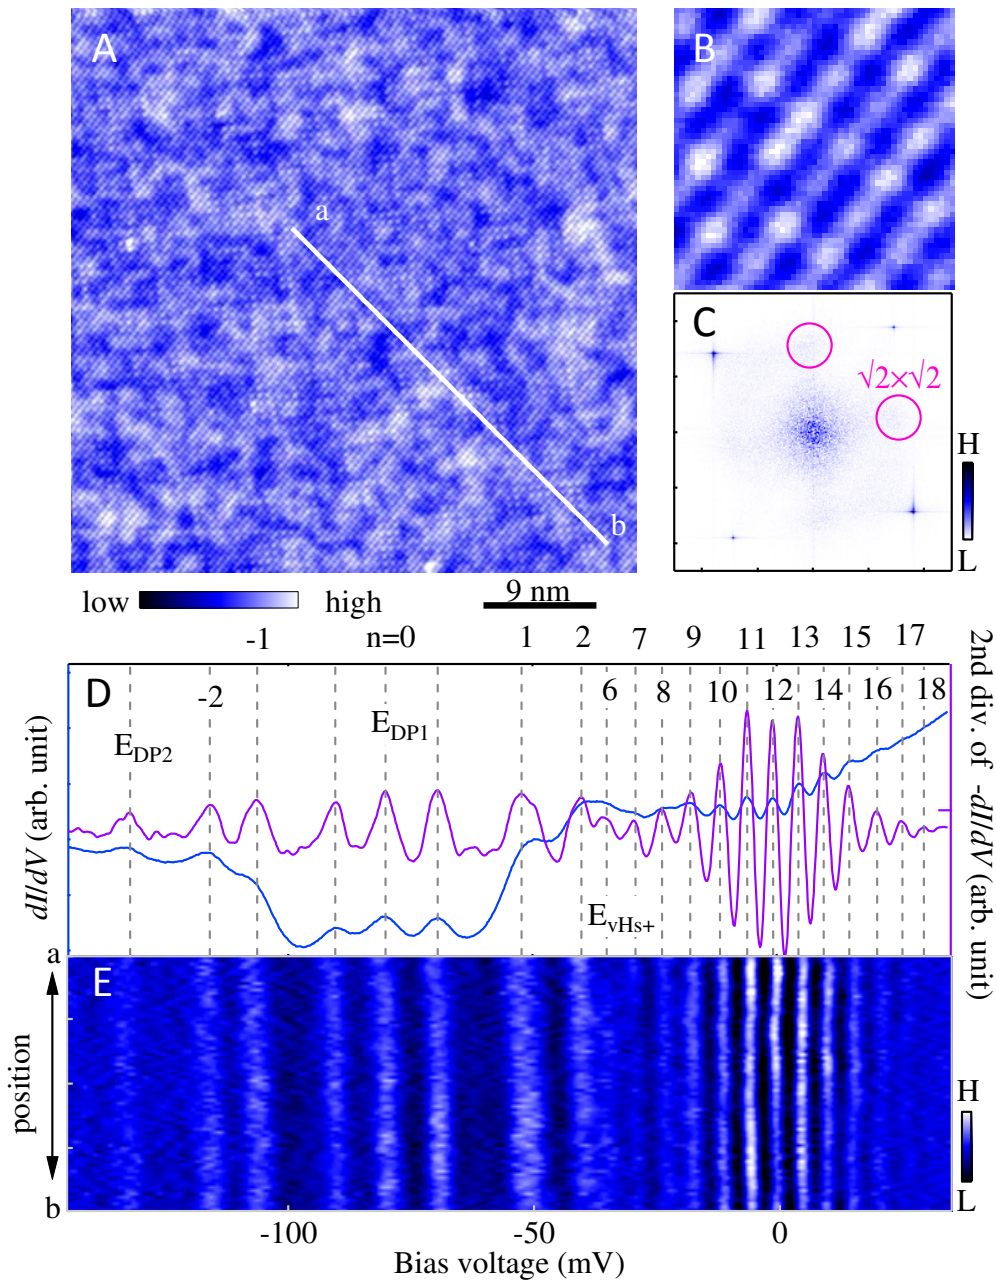 A
B
a
b
C
√2×√2
H
L
low
high
9 nm
-1
n=0
1
2
7
9
11
13
15
17
D
-2
6
8
10
12
14
16
18
E_DP2
E_DP1
E_vHs+
dI/dV (arb. unit)
2nd div. of -dI/dV (arb. unit)
a
E
position
b
H
L
-100
-50
0
Bias voltage (mV)